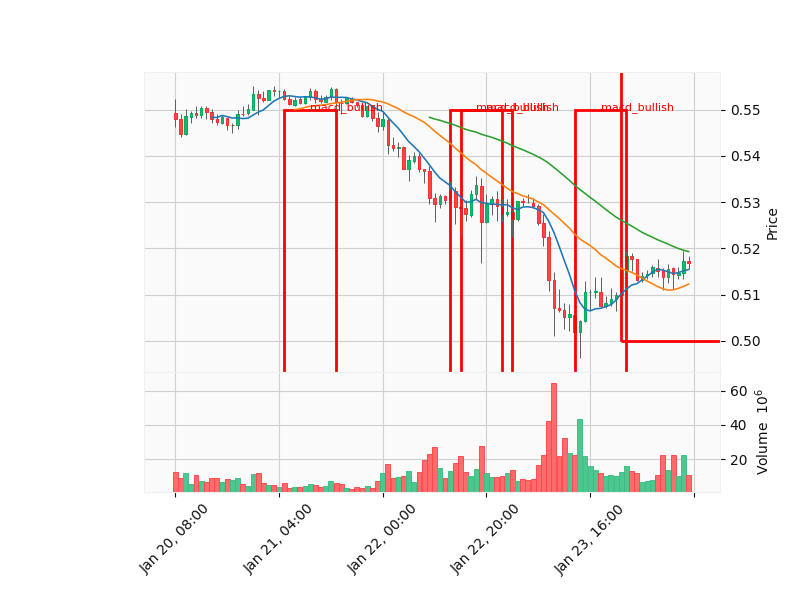 macd_bullish
macd_bullish
macd_bullish
macd_bullish
0.55
0.54
0.53
0.52
0.51
0.50
Price
60
40
20
Volume 10⁶
Jan 20, 08:00
Jan 21, 04:00
Jan 22, 00:00
Jan 22, 20:00
Jan 23, 16:00